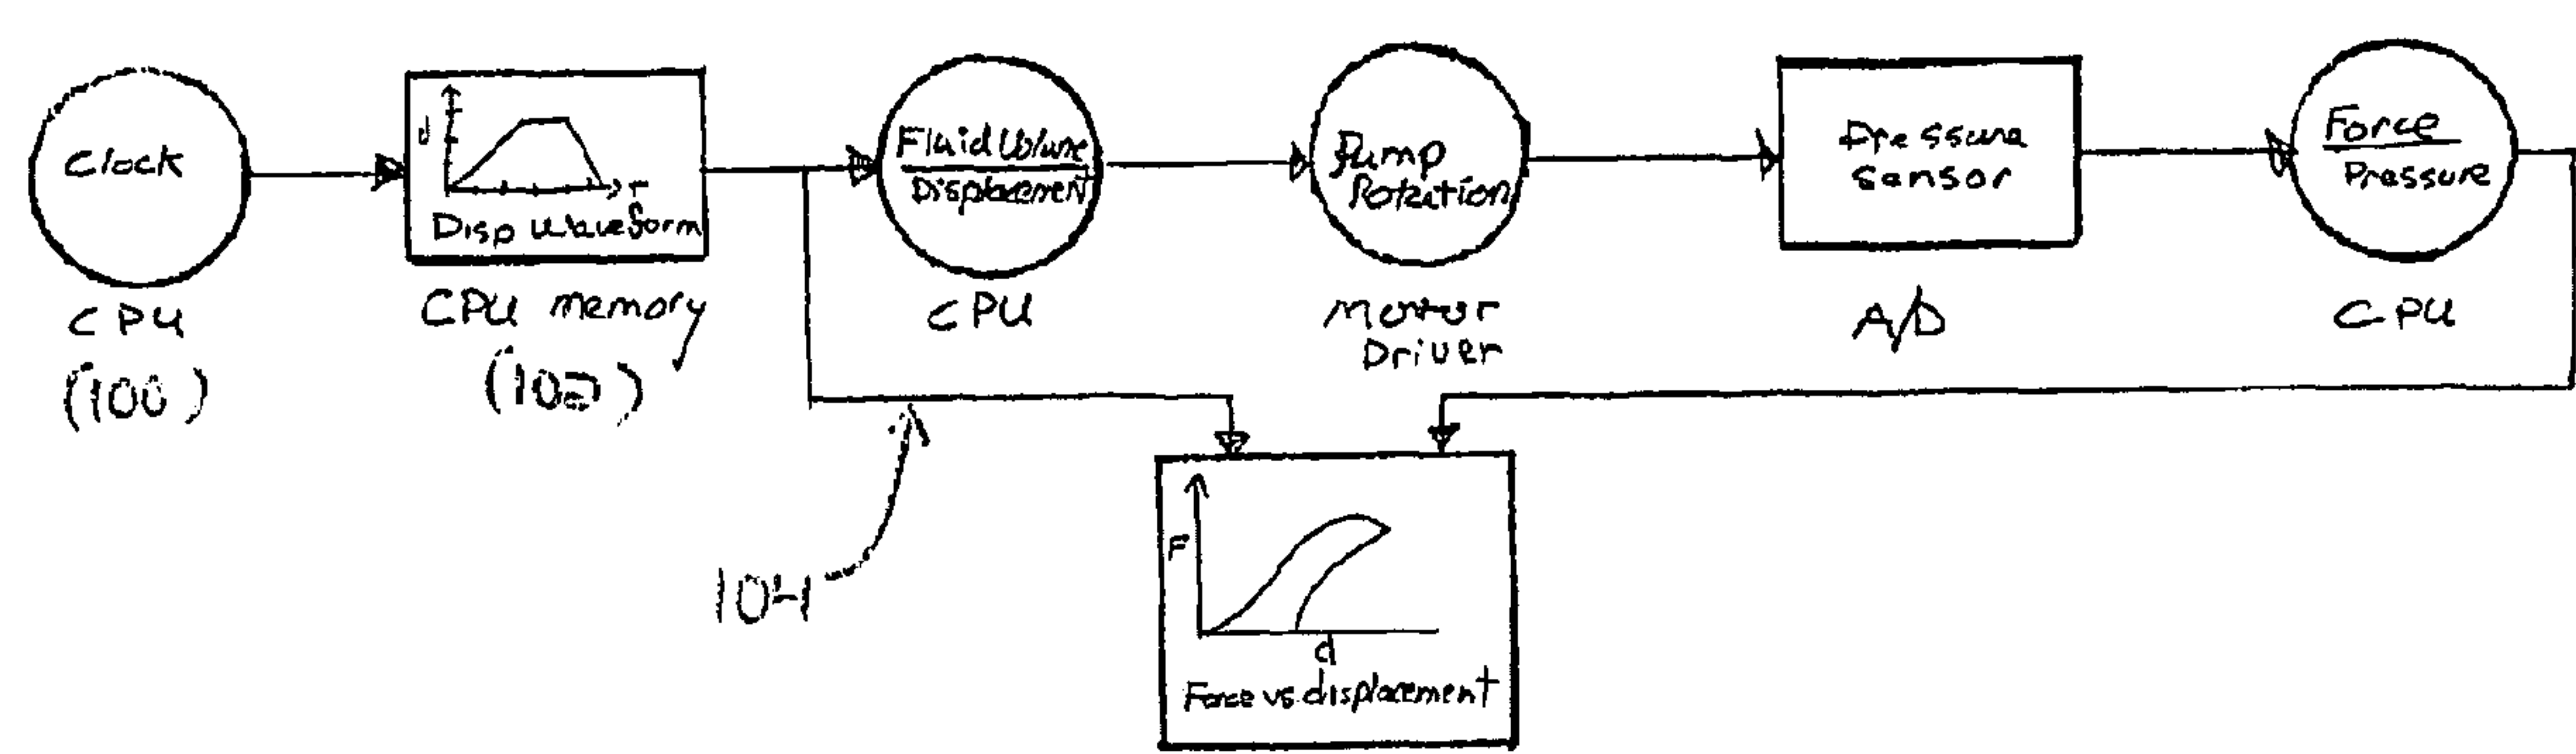 Clock
CPU
(100)
d
T
Disp Waveform
CPU memory
(102)
Fluid Volume
Displacement
CPU
Pump
Rotation
Motor
Driver
Pressure
sensor
A/D
Force
Pressure
CPU
104
F
d
Force vs displacement